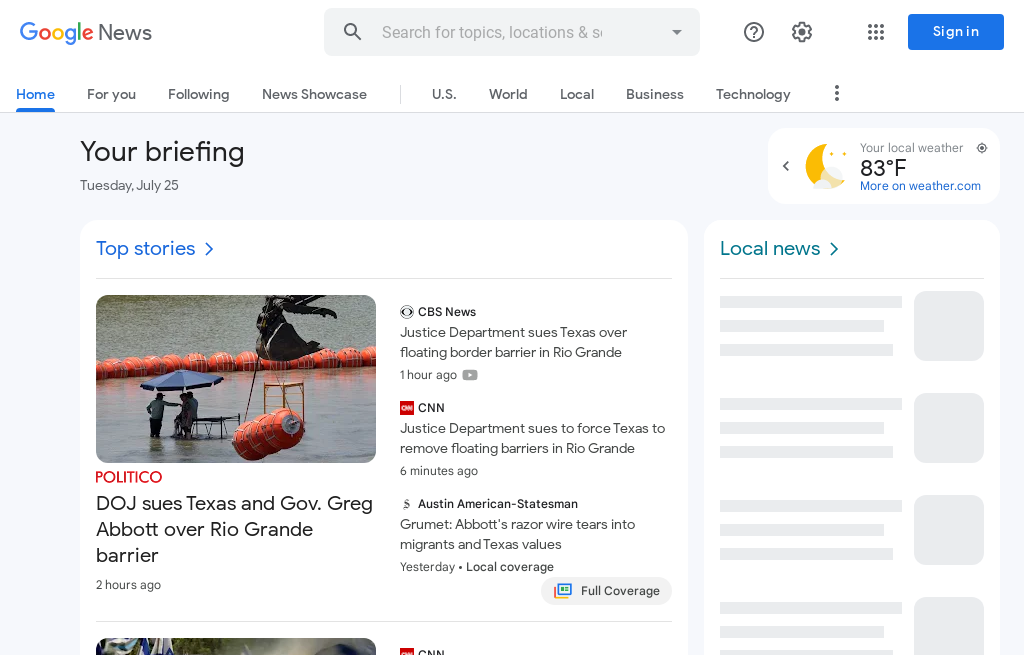 Google News
Search for topics, locations & so
Sign in
Home
For you
Following
News Showcase
U.S.
World
Local
Business
Technology
Your briefing
Tuesday, July 25
Your local weather
83°F
More on weather.com
Top stories
POLITICO
DOJ sues Texas and Gov. Greg
Abbott over Rio Grande
barrier
2 hours ago
CBS News
Justice Department sues Texas over
floating border barrier in Rio Grande
1 hour ago
CNN
CNN
Justice Department sues to force Texas to
remove floating barriers in Rio Grande
6 minutes ago
Austin American-Statesman
Grumet: Abbott's razor wire tears into
migrants and Texas values
Yesterday • Local coverage
Full Coverage
CNN
Local news